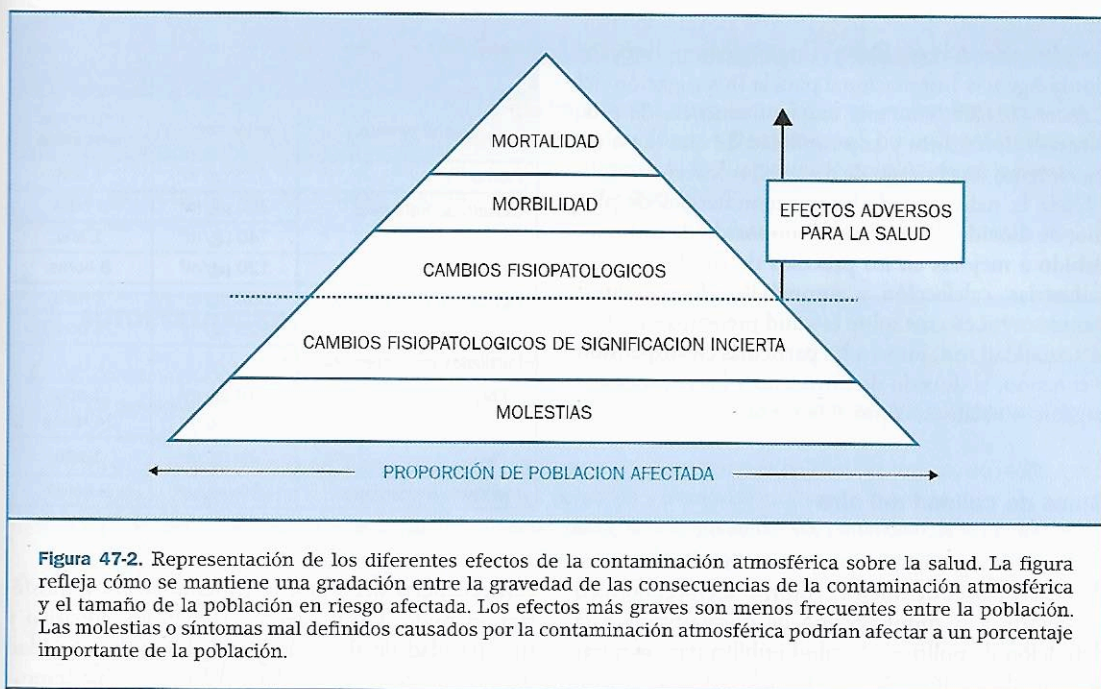 MORTALIDAD
MORBILIDAD
EFECTOS ADVERSOS
PARA LA SALUD
CAMBIOS FISIOPATOLOGICOS
CAMBIOS FISIOPATOLOGICOS DE SIGNIFICACION INCIERTA
MOLESTIAS
PROPORCIÓN DE POBLACION AFECTADA
Figura 47-2. Representación de los diferentes efectos de la contaminación atmosférica sobre la salud. La figura
refleja cómo se mantiene una gradación entre la gravedad de las consecuencias de la contaminación atmosférica
y el tamaño de la población en riesgo afectada. Los efectos más graves son menos frecuentes entre la población.
Las molestias o síntomas mal definidos causados por la contaminación atmosférica podrían afectar a un porcentaje
importante de la población.